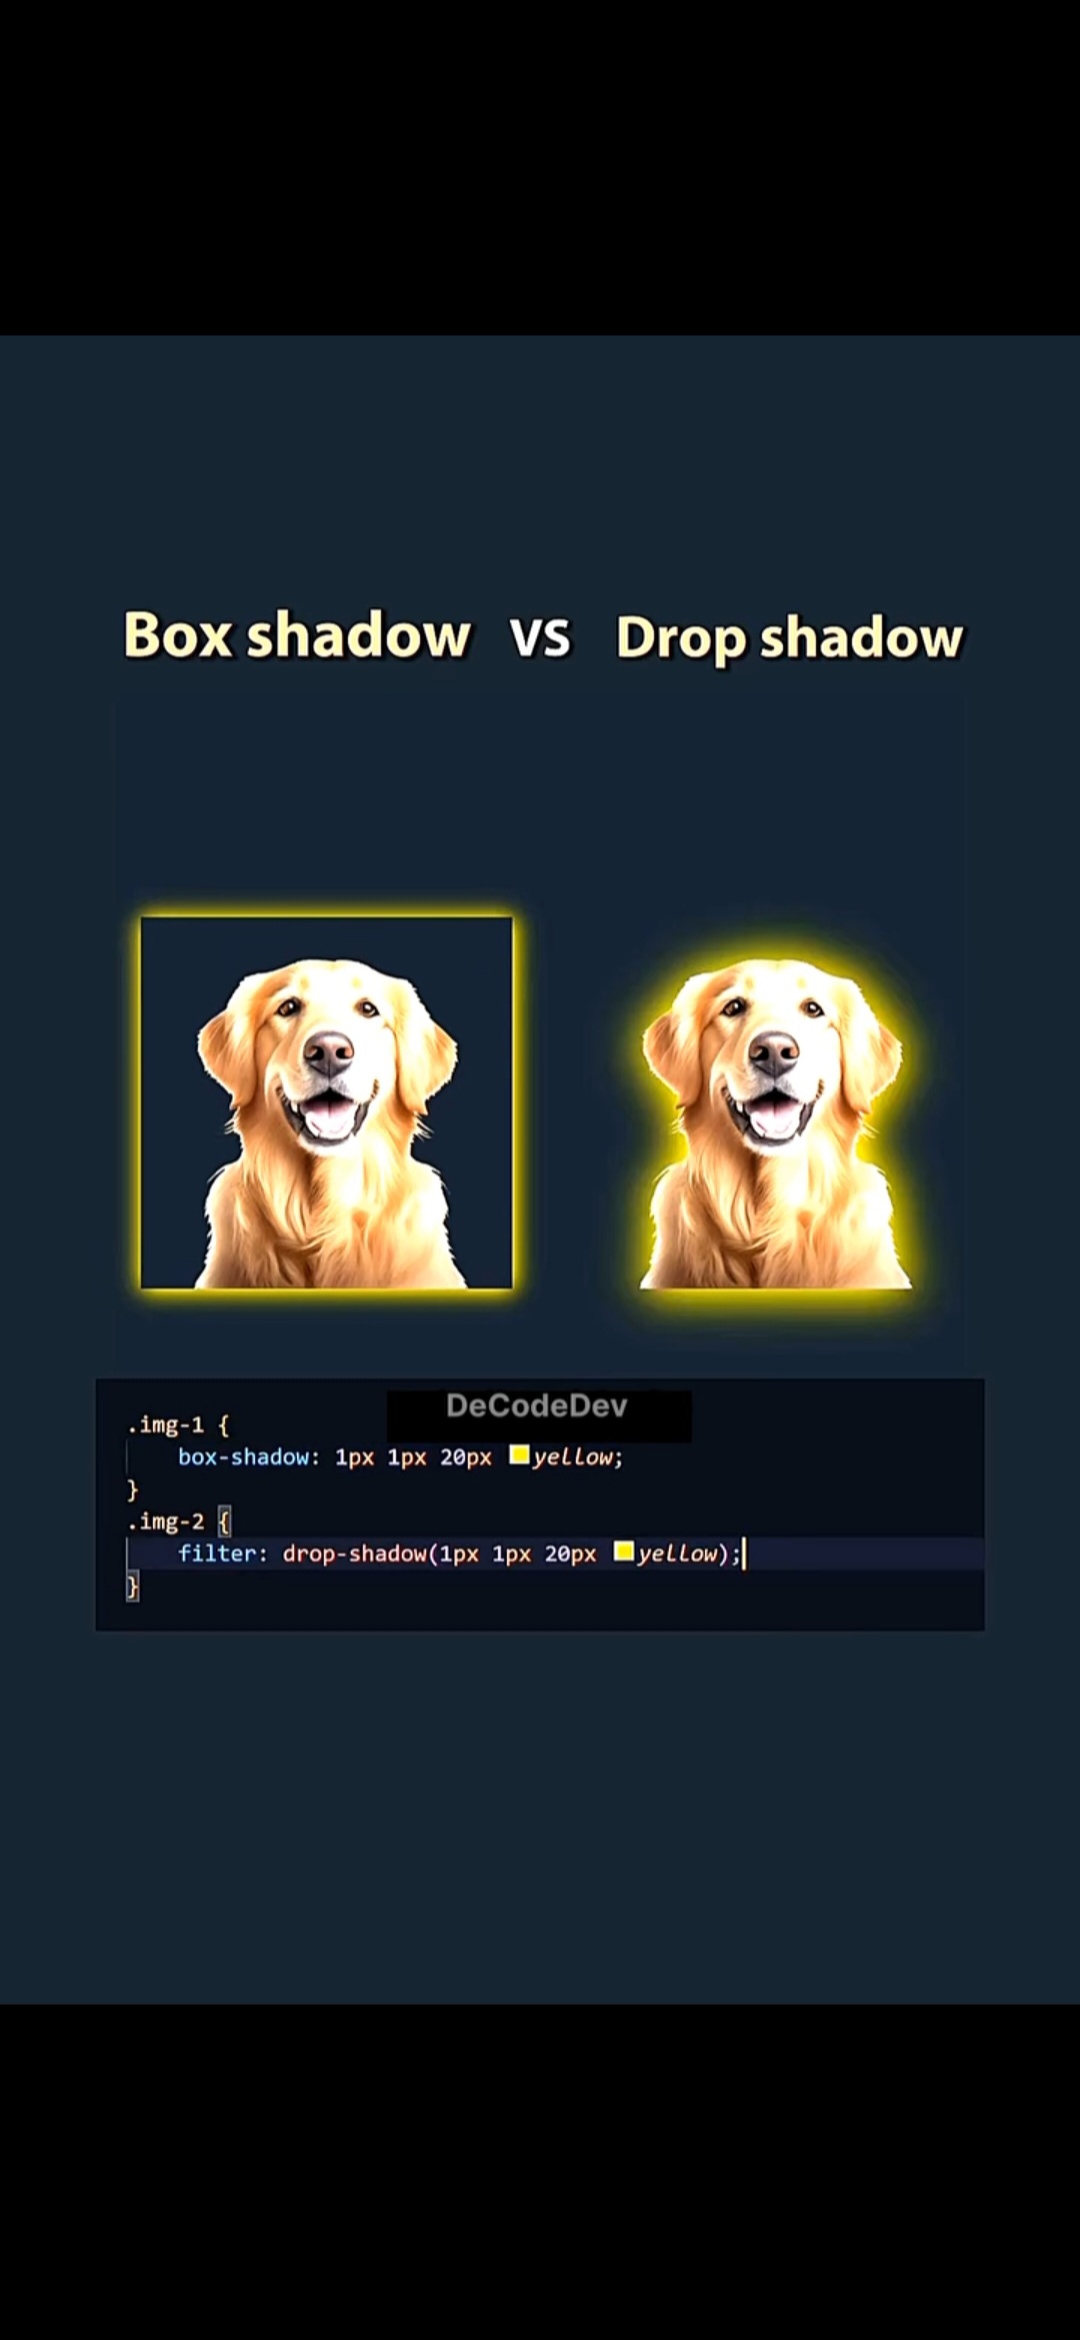 Box shadow VS Drop shadow
DeCodeDev
.img-1 {
    box-shadow: 1px 1px 20px yellow;
}
.img-2 {
    filter: drop-shadow(1px 1px 20px yellow);
}